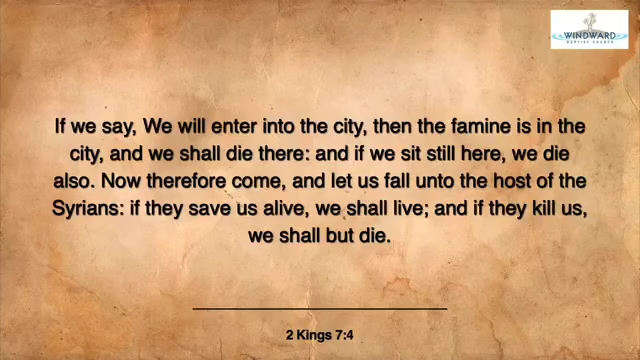 WINDWARD
BAPTIST CHURCH
If we say, We will enter into the city, then the famine is in the
city, and we shall die there: and if we sit still here, we die
also. Now therefore come, and let us fall unto the host of the
Syrians: if they save us alive, we shall live; and if they kill us,
we shall but die.
2 Kings 7:4